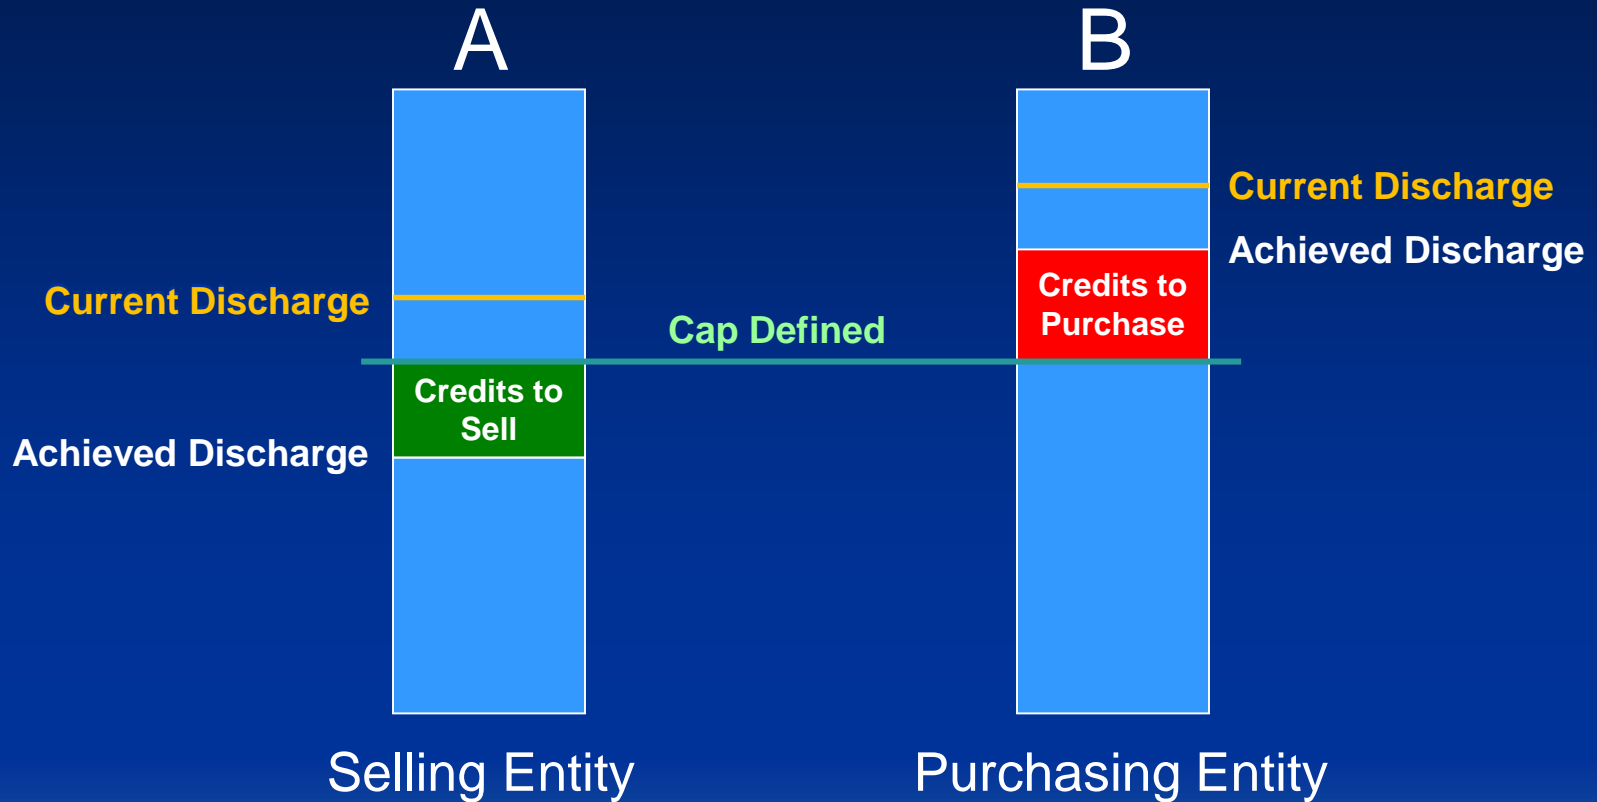 A
B
Current Discharge
Achieved Discharge
Credits to
Purchase
Current Discharge
Cap Defined
Credits to
Sell
Achieved Discharge
Selling Entity
Purchasing Entity